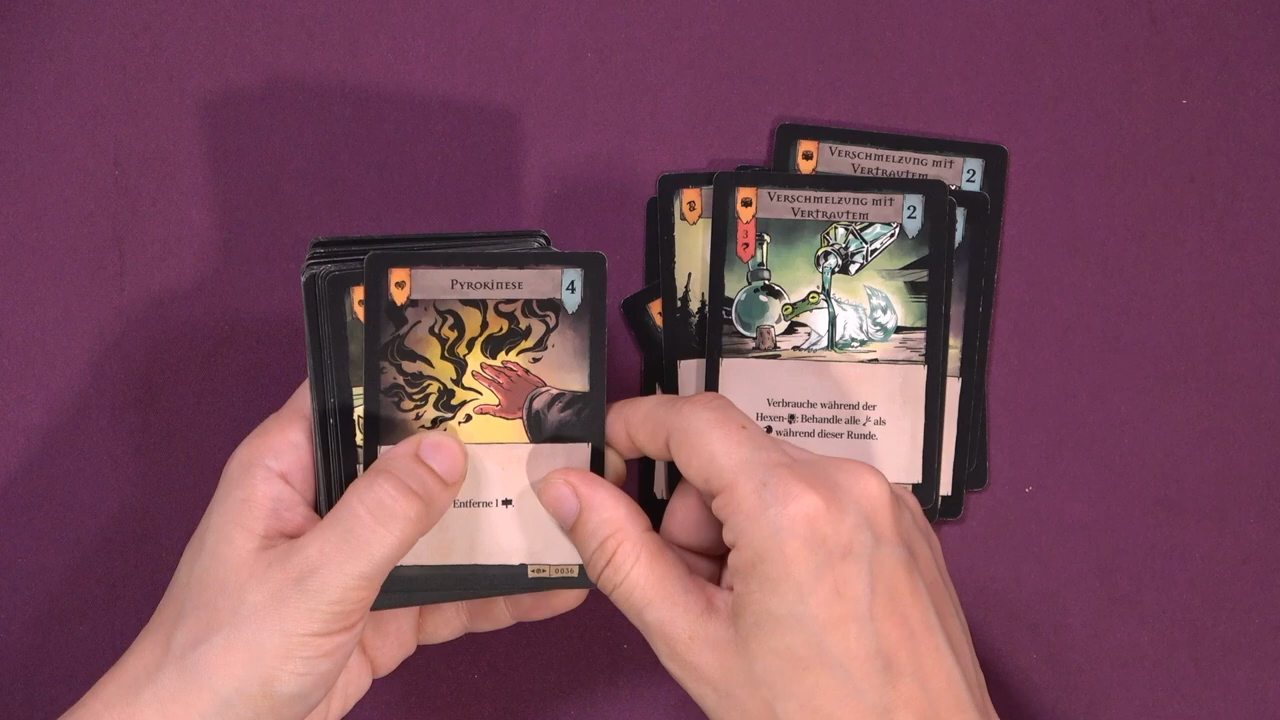 Pyrokinese
4
Entferne 1
0036
Verschmelzung mit
Vertrautem
2
Verschmelzung mit
Vertrautem
2
3
?
Verbrauche während der
Hexen- : Behandle alle als
während dieser Runde.